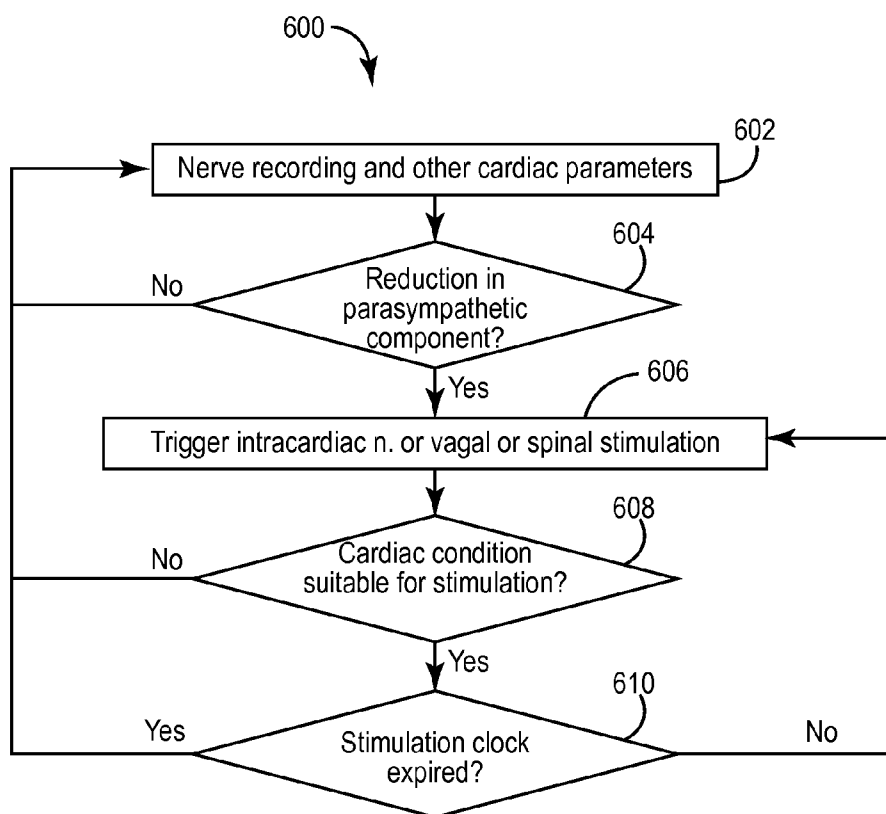 600
602
Nerve recording and other cardiac parameters
604
No
Reduction in
parasympathetic
component?
Yes
606
Trigger intracardiac n. or vagal or spinal stimulation
608
No
Cardiac condition
suitable for stimulation?
Yes
610
Yes
No
Stimulation clock
expired?